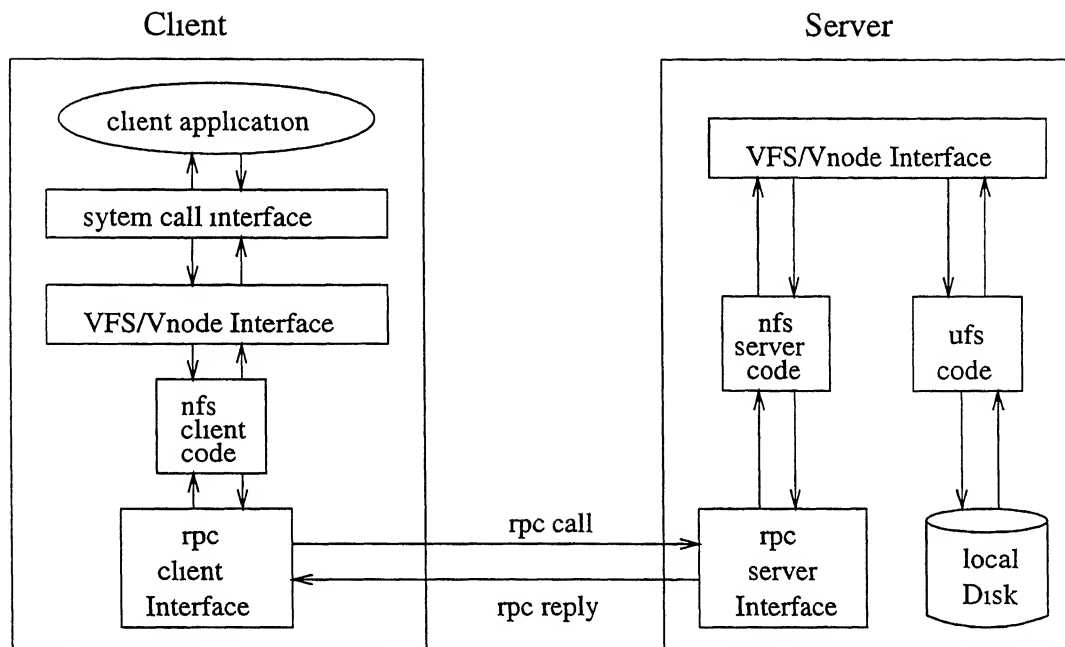 Client
Server
client application
sytem call interface
VFS/Vnode Interface
nfs
client
code
rpc
client
Interface
rpc call
rpc reply
VFS/Vnode Interface
nfs
server
code
ufs
code
rpc
server
Interface
local
Disk